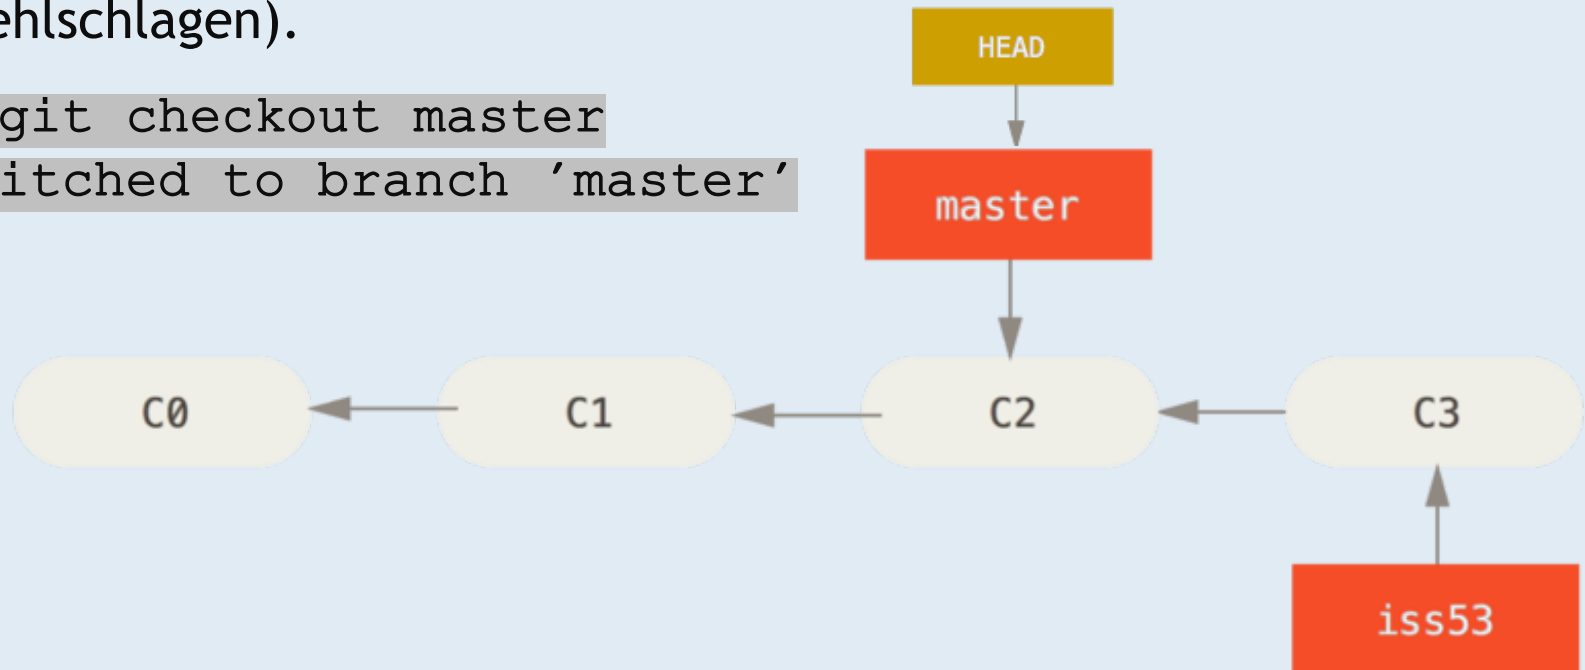 ehlschlagen).
git checkout master
itched to branch ’master’
HEAD
master
C0 C1 C2 C3
iss53